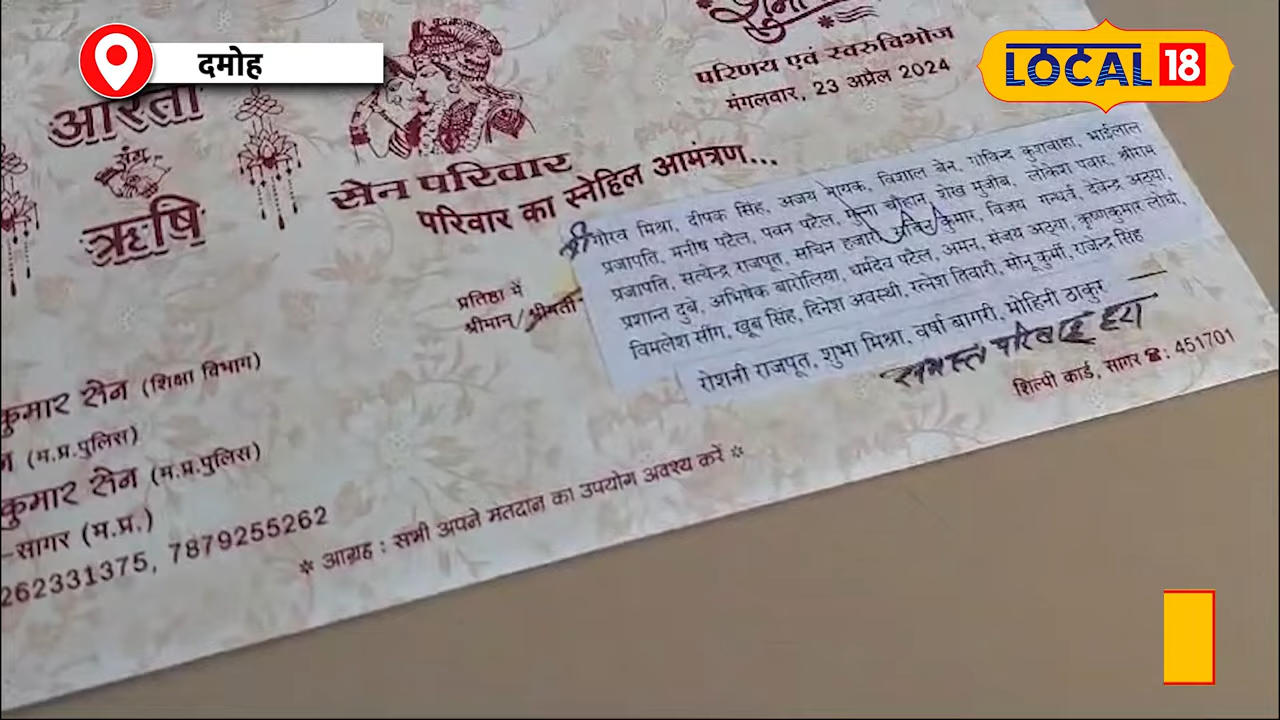 दमोह
LOCAL 18
आरती
संग
ऋषि
परिणय एवं स्वरुचिभोज
मंगलवार, 23 अप्रेल 2024
सेन परिवार
परिवार का स्नेहिल आमंत्रण...
प्रतिष्ठा में
श्रीमान/श्रीमती
श्री गौरव मिश्रा, दीपक सिंह, अजय नायक, विशाल बेन, गोविन्द कुशवाहा, भाईलाल
प्रजापति, मनीष पटेल, पवन पटेल, मुन्ना चौहान, शेख मुजीब, लोकेश पवार, श्रीराम
प्रजापति, सत्येन्द्र राजपूत, सचिन हजारी, कुमार, विजय गन्धर्व, देवेन्द्र अठ्या,
प्रशान्त दुबे, अभिषेक बारोलिया, धर्मदेव पटेल, अमन, संजय अठ्या, कृष्णकुमार लोधी,
विमलेश सींग, खूब सिंह, दिनेश अवस्थी, रत्नेश तिवारी, सोनू कुर्मी, राजेन्द्र सिंह
रोशनी राजपूत, शुभा मिश्रा, वर्षा बागरी, मोहिनी ठाकुर
समस्त परिवार
शिल्पी कार्ड, सागर ☎: 451701
कुमार सेन (शिक्षा विभाग)
(म.प्र.पुलिस)
कुमार सेन (म.प्र.पुलिस)
-सागर (म.प्र.)
262331375, 7879255262
* आग्रह : सभी अपने मतदान का उपयोग अवश्य करें *